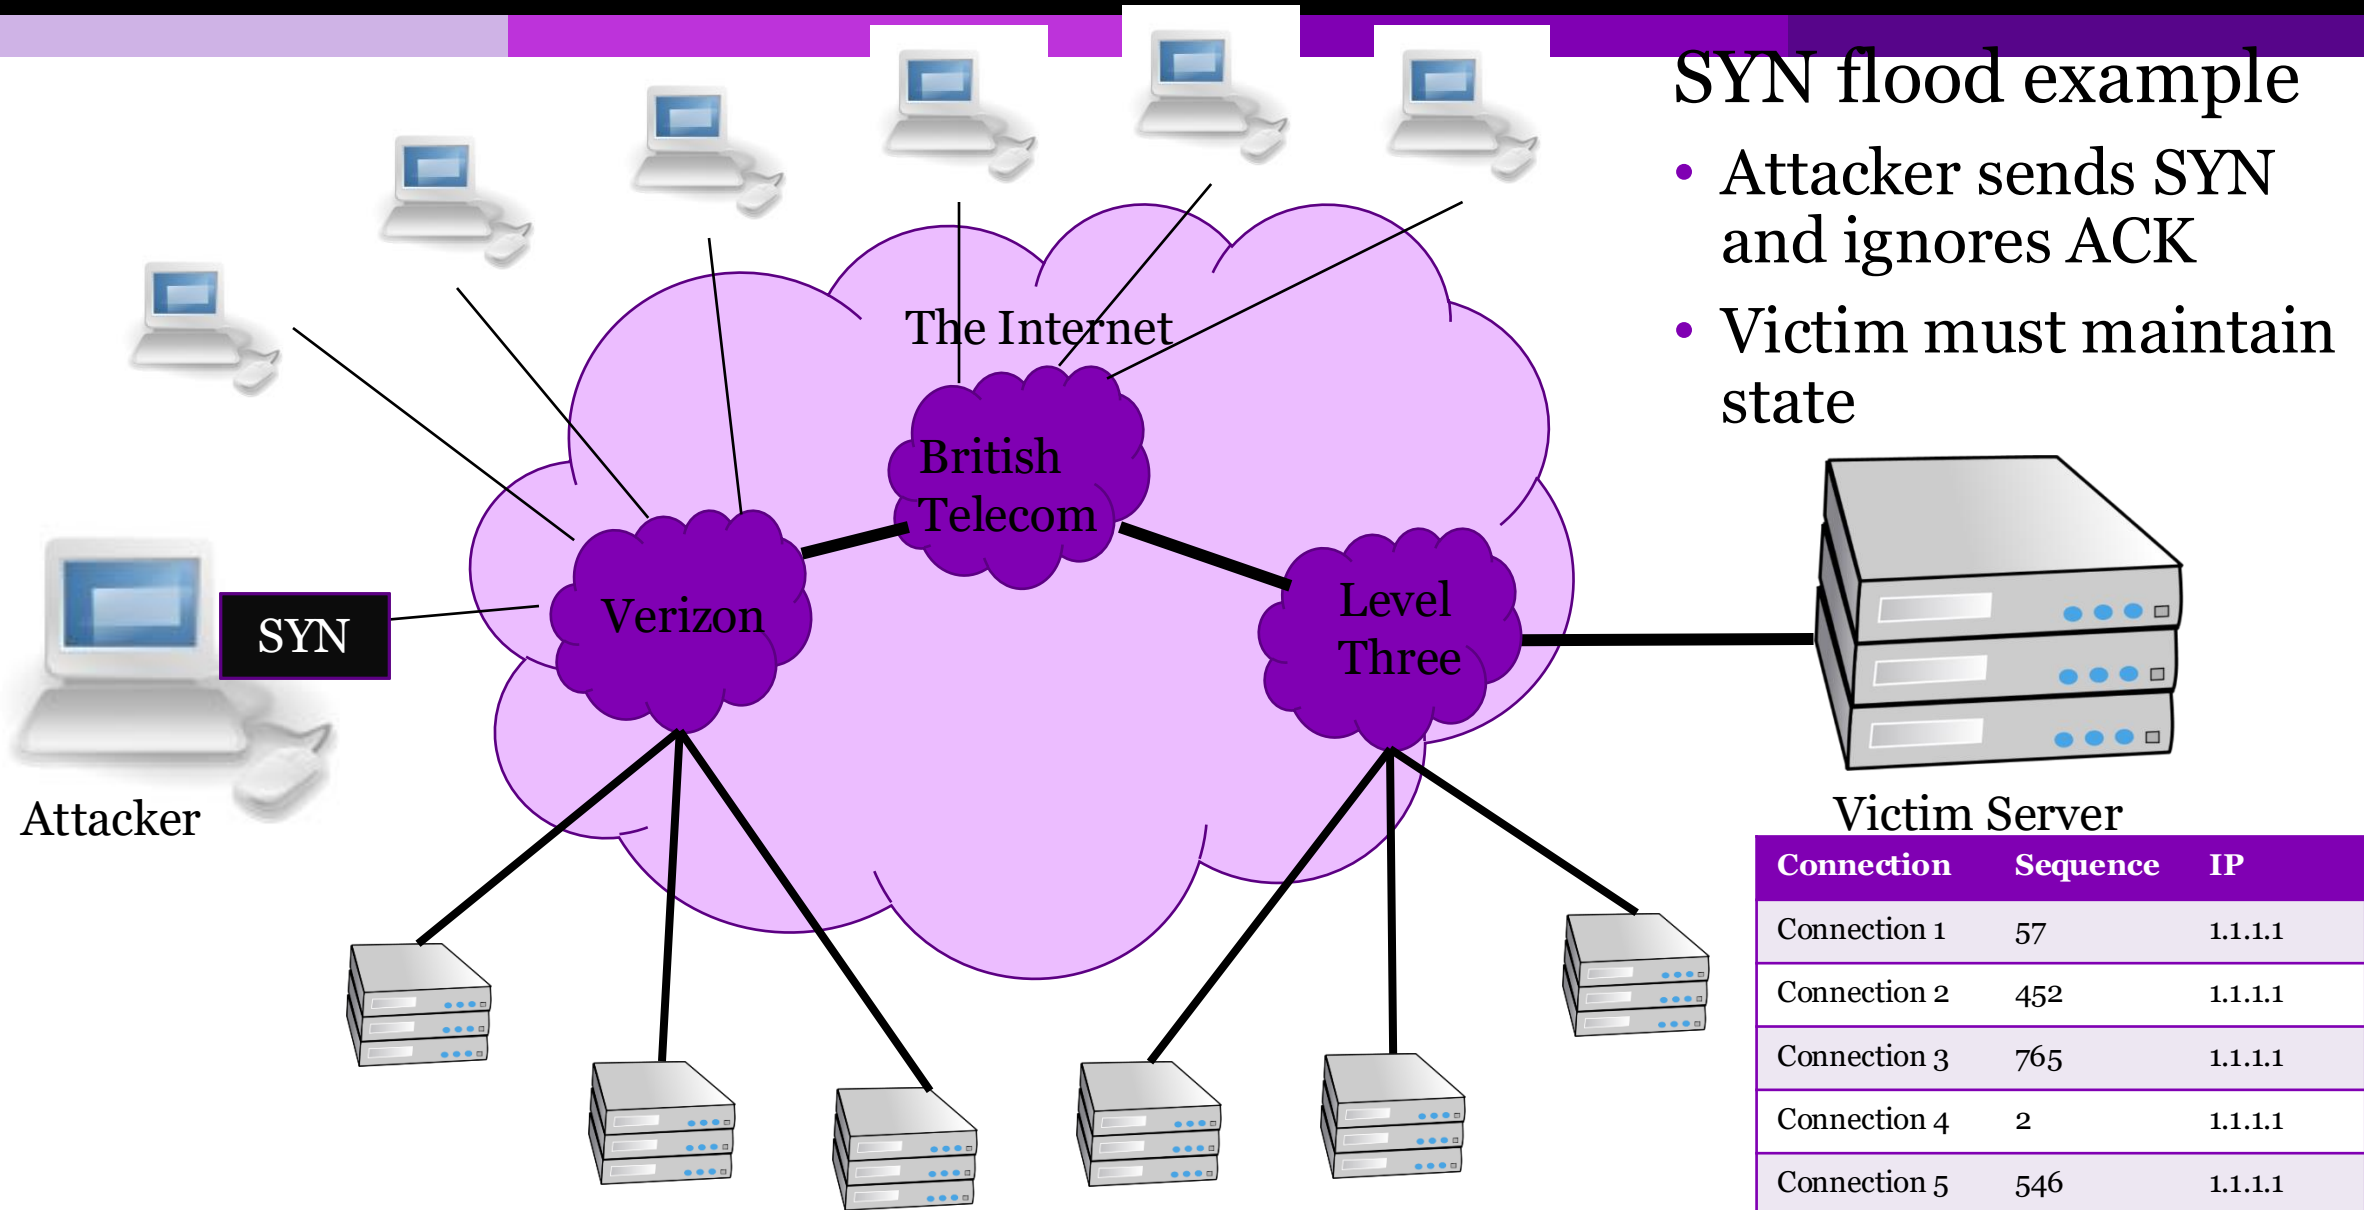 SYN flood example
• Attacker sends SYN
and ignores ACK
• Victim must maintain
state
The Internet
British
Telecom
Verizon
Level
Three
SYN
Attacker
Victim Server
Connection Sequence IP
Connection 1 57 1.1.1.1
Connection 2 452 1.1.1.1
Connection 3 765 1.1.1.1
Connection 4 2 1.1.1.1
Connection 5 546 1.1.1.1